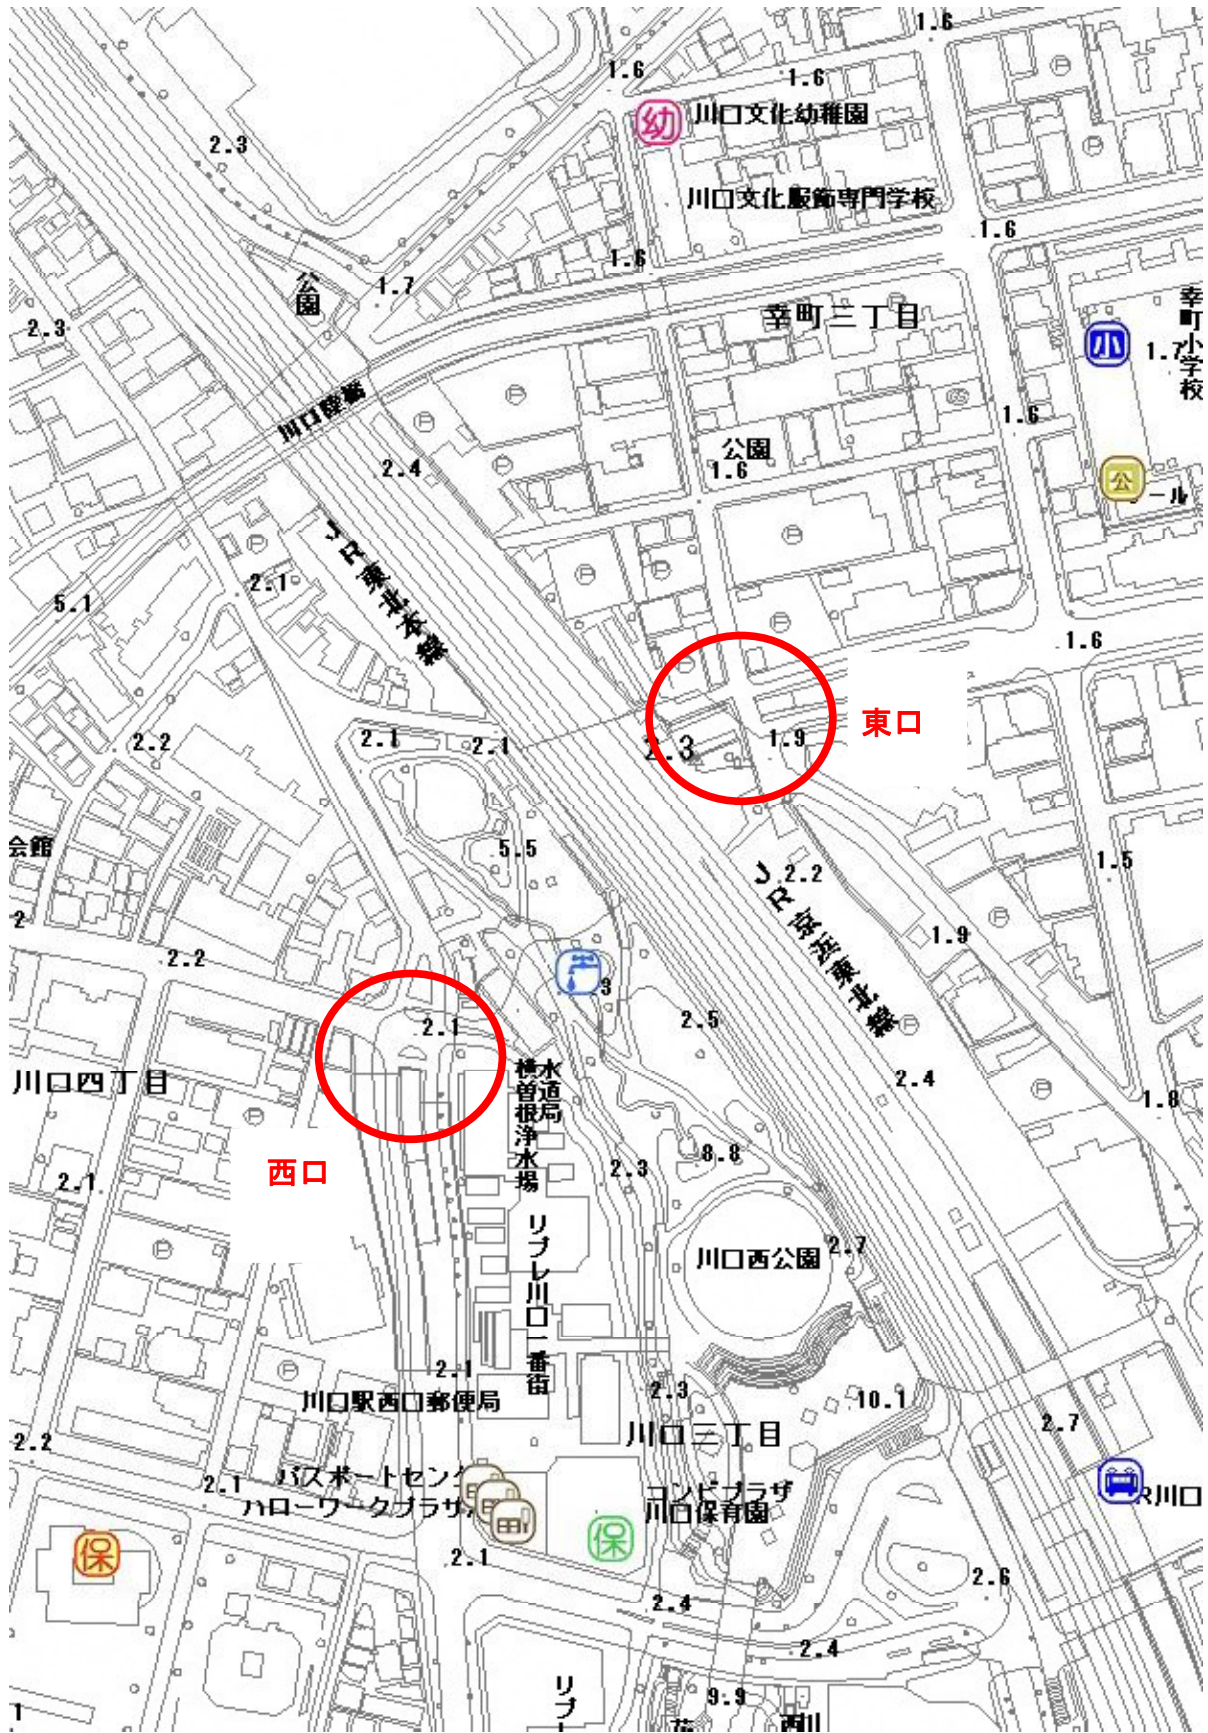 1.6
1.6
1.6
幼
川口文化幼稚園
2.3
川口文化服飾専門学校
1.6
1.6
公園
1.7
幸町三丁目
幸町小学校
小
1.7
2.3
川口陸橋
1.6
公園
1.6
2.4
公
ール
JR東北本線
2.1
5.1
1.6
東口
2.2
2.1
2.1
2.3
1.9
会館
5.5
JR京浜東北線
2.2
1.5
2
2.2
1.9
3
2.1
2.5
川口四丁目
水道局
横曽根浄水場
2.4
1.8
西口
2.1
2.3
8.8
リプレ川口一番街
川口西公園
2.7
2.1
川口駅西口郵便局
2.3
10.1
2.7
川口三丁目
2.2
2.1
パスポートセンタ
ハローワークプラザ
コンビプラザ
川口保育園
R川口
保
保
2.1
2.6
2.4
2.4
9.9
リプ
1